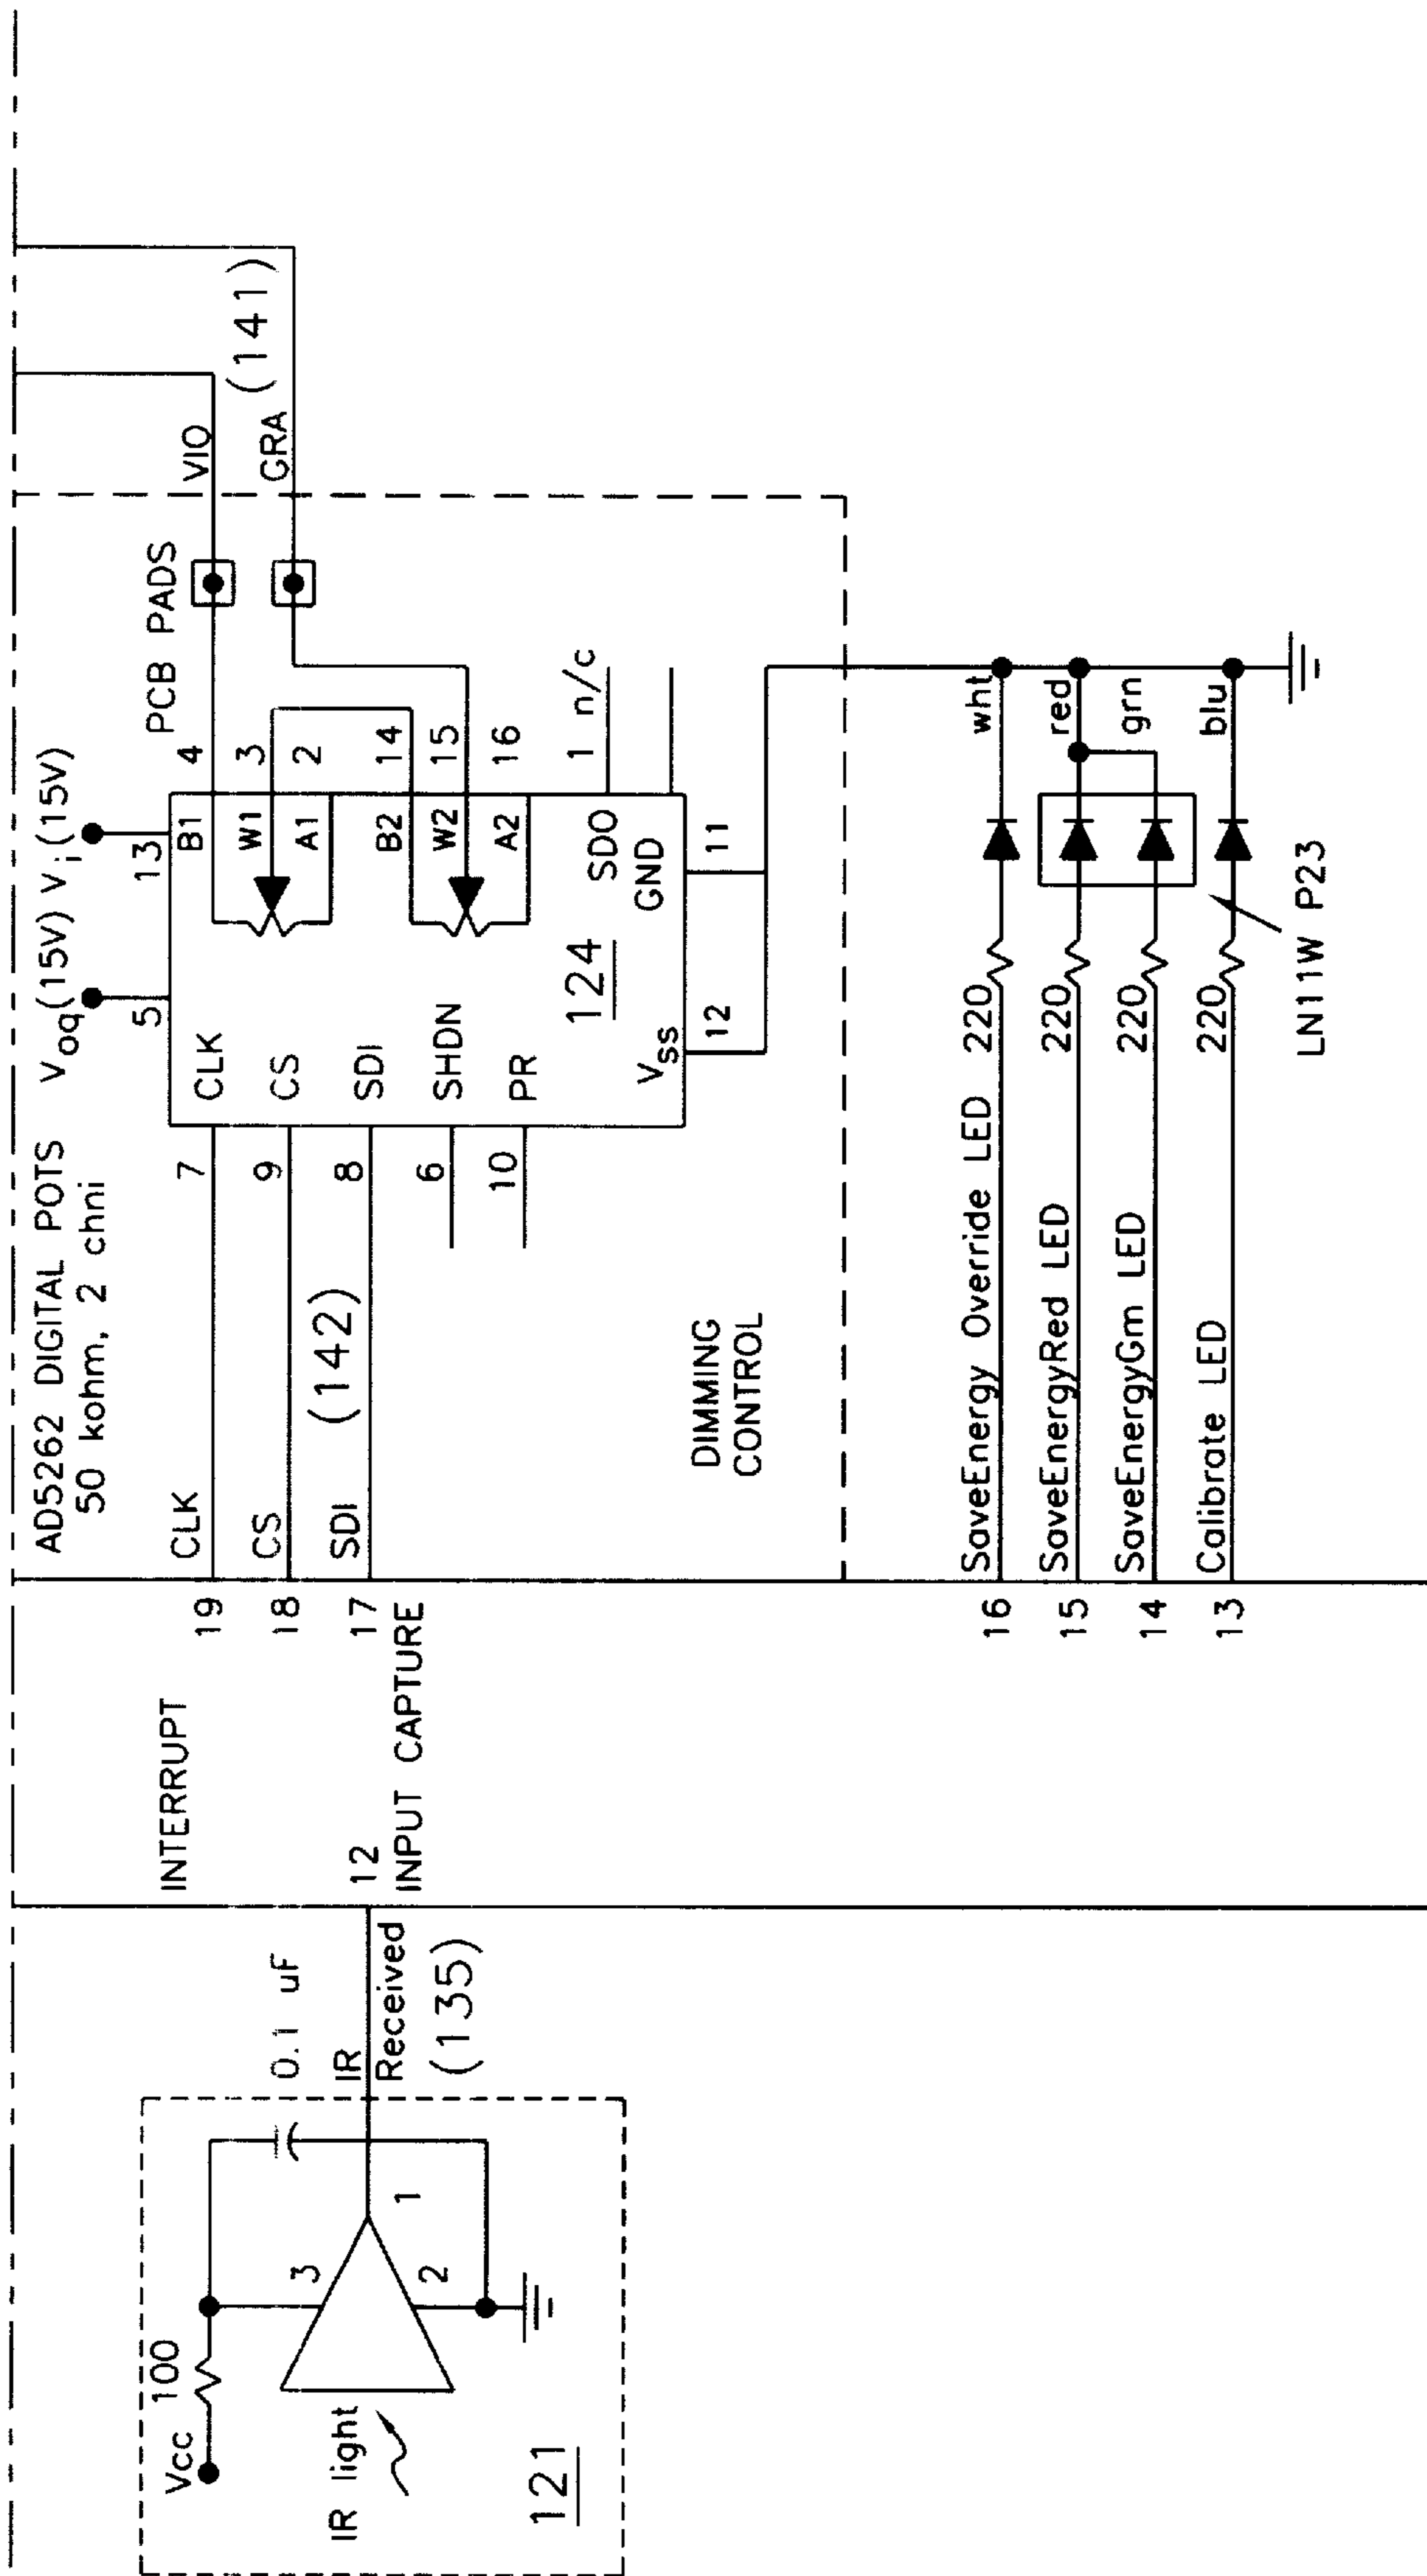 Vcc 100
IR light
121
3
2
1
0.1 uF
IR
Received
(135)
INTERRUPT
12
INPUT CAPTURE
19
18
17
16
15
14
13
AD5262 DIGITAL POTS
50 kohm, 2 chni
Voq(15V) Vi(15V)
5
13
CLK
CS
SDI
(142)
7
9
8
6
10
CLK
CS
SDI
SHDN
PR
124
VSS
GND
SDO
12
11
B1
W1
A1
B2
W2
A2
4
3
2
14
15
16
1 n/c
PCB PADS
VIO
GRA
(141)
DIMMING
CONTROL
SaveEnergy Override LED 220 wht
SaveEnergyRed LED 220 red
SaveEnergyGm LED 220 grn
Calibrate LED 220 blu
LN11W P23